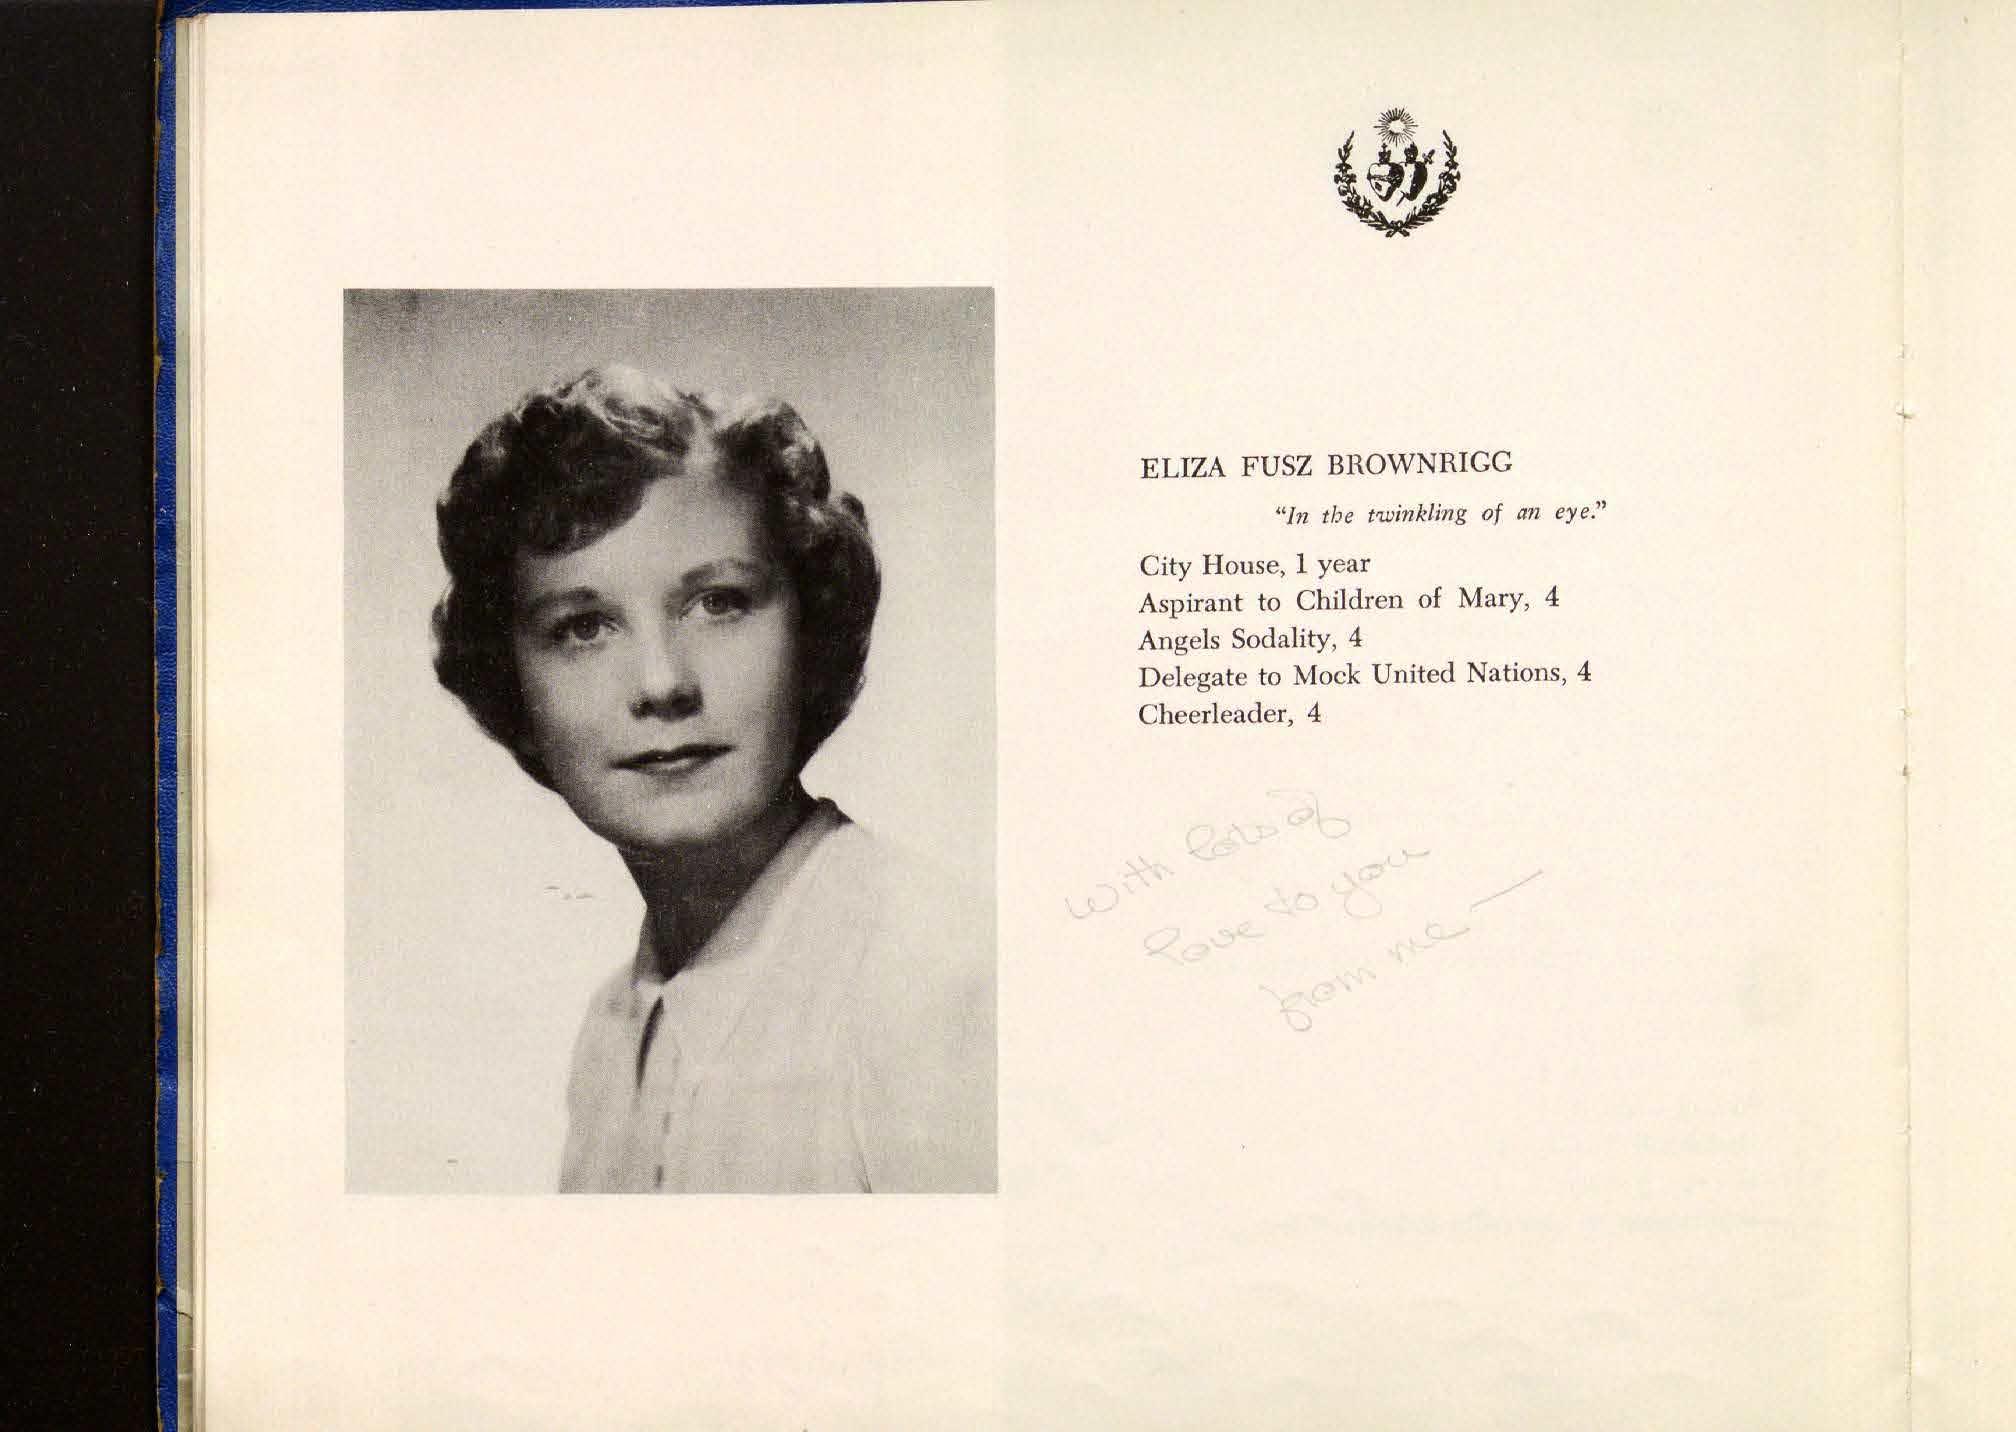 ELIZA FUSZ BROWNRIGG
“In the twinkling of an eye.”
City House, 1 year
Aspirant to Children of Mary, 4
Angels Sodality, 4
Delegate to Mock United Nations, 4
Cheerleader, 4
With lots of
love to you
from me —